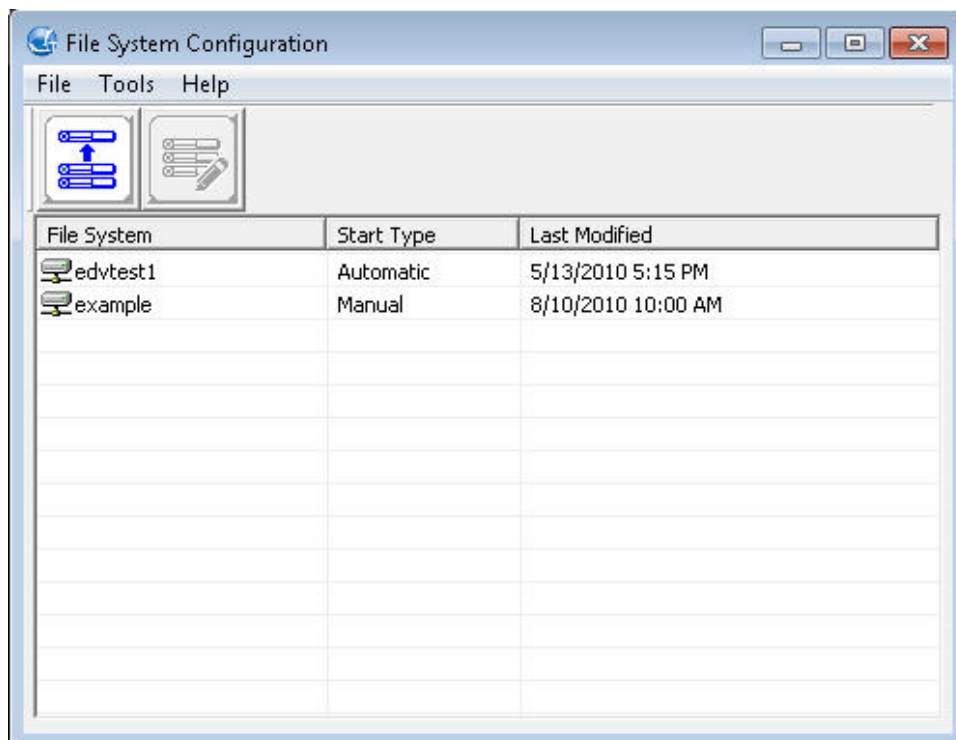 File System Configuration
File Tools Help
File System Start Type Last Modified
edvtest1 Automatic 5/13/2010 5:15 PM
example Manual 8/10/2010 10:00 AM